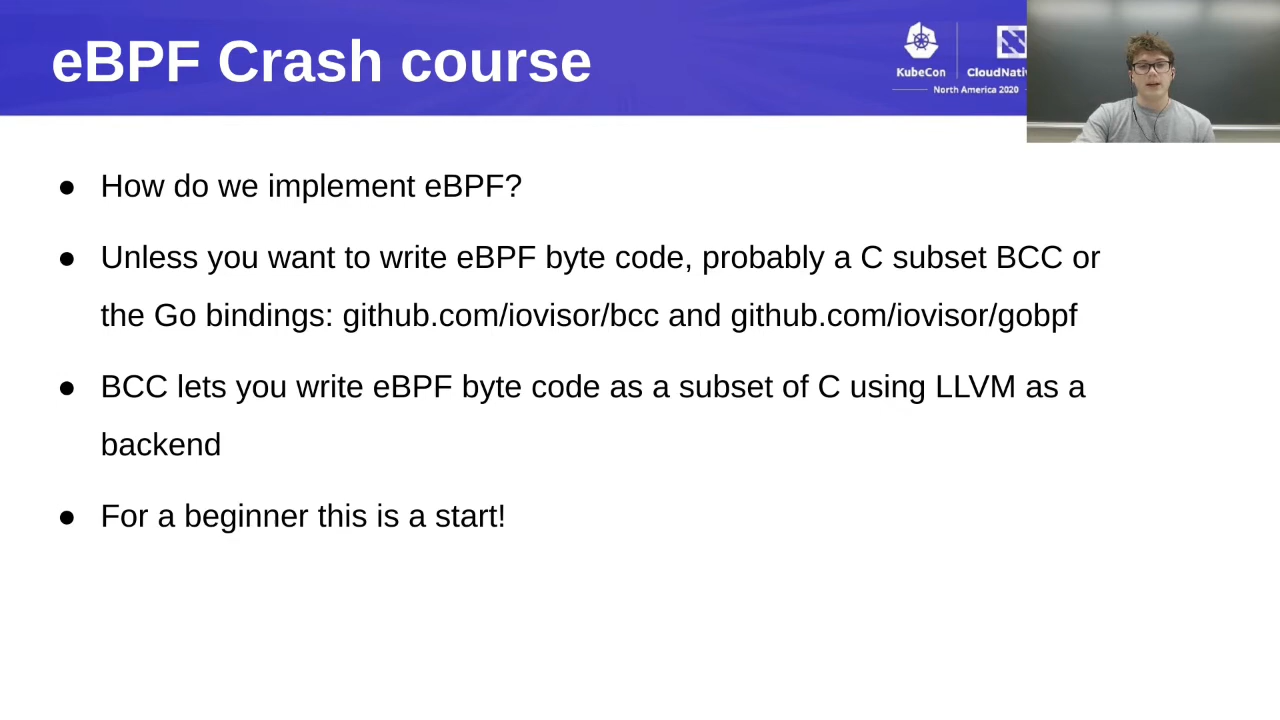 eBPF Crash course
KubeCon
CloudNativ
North America 2020
● How do we implement eBPF?
● Unless you want to write eBPF byte code, probably a C subset BCC or
the Go bindings: github.com/iovisor/bcc and github.com/iovisor/gobpf
● BCC lets you write eBPF byte code as a subset of C using LLVM as a
backend
● For a beginner this is a start!